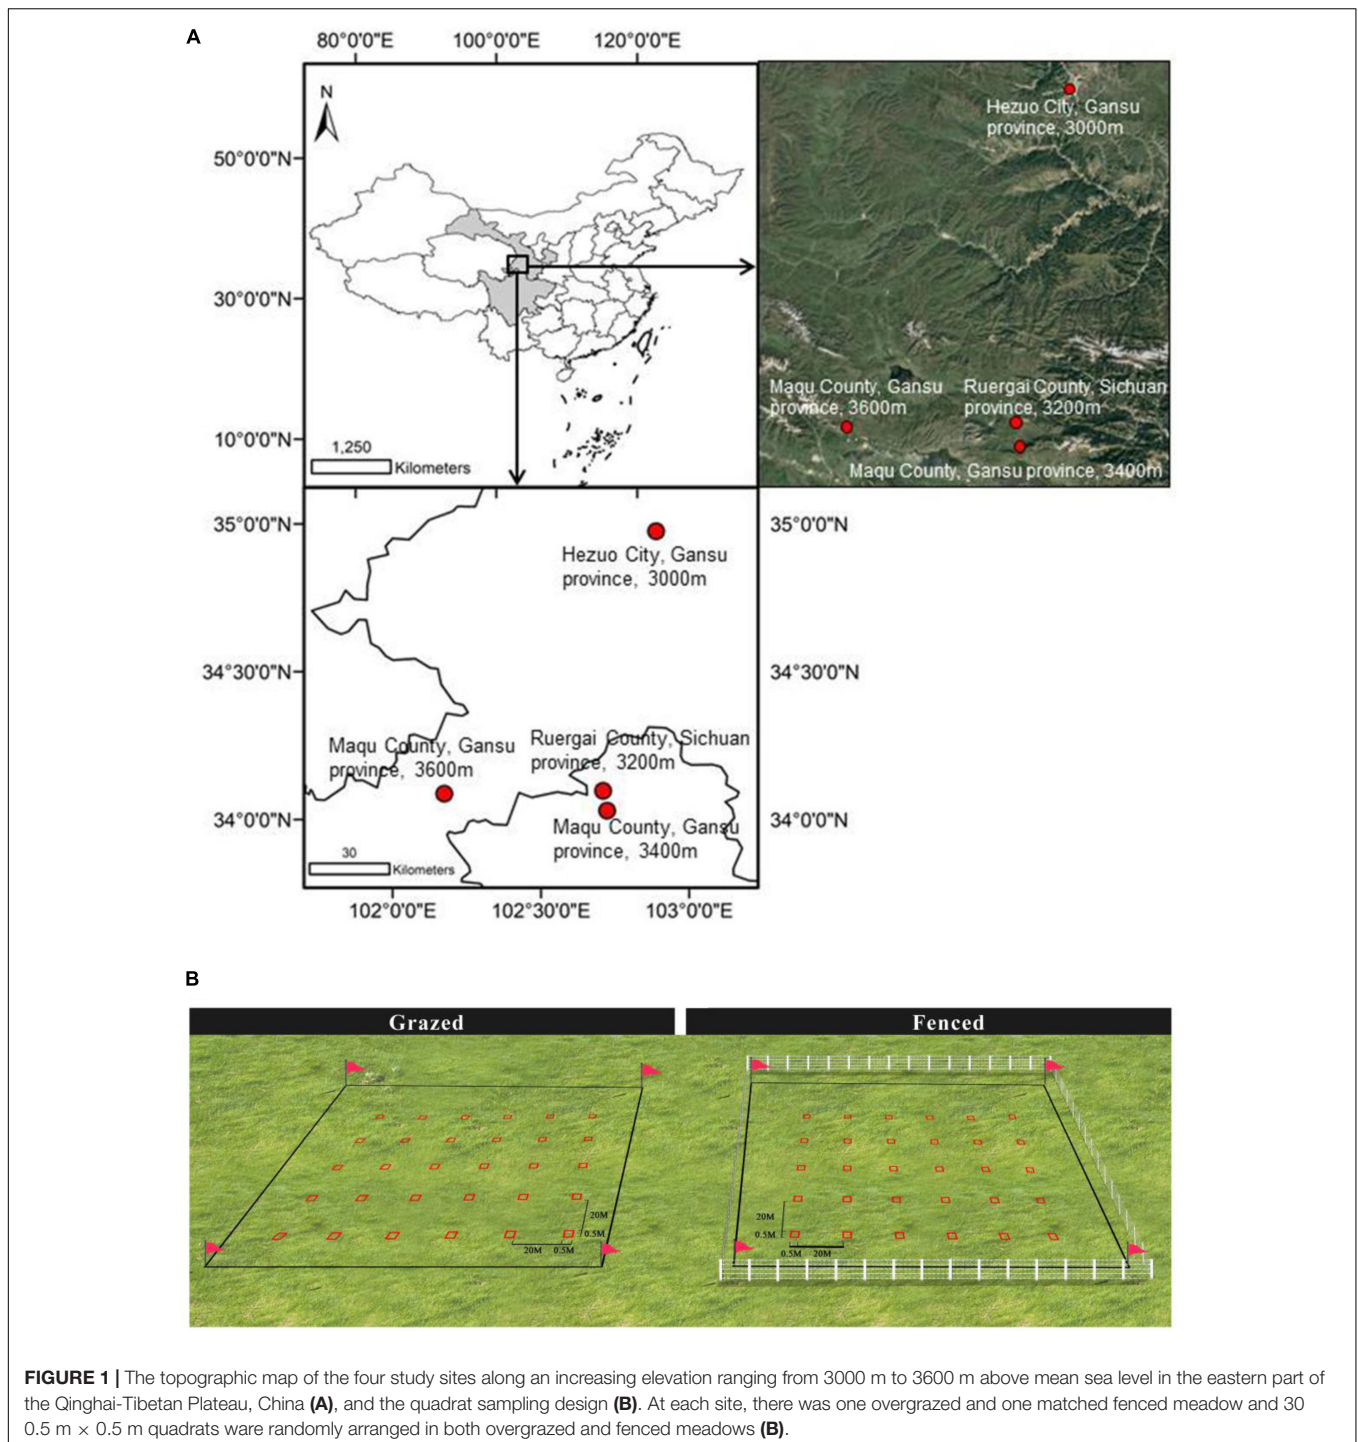 A
80°0'0"E 100°0'0"E 120°0'0"E
N
50°0'0"N
30°0'0"N
10°0'0"N
1,250
Kilometers
Hezuo City, Gansu
province, 3000m
Maqu County, Gansu
province, 3600m
Ruergai County, Sichuan
province, 3200m
Maqu County, Gansu province, 3400m
35°0'0"N
34°30'0"N
34°0'0"N
Hezuo City, Gansu
province, 3000m
Maqu County, Gansu
province, 3600m
Ruergai County, Sichuan
province, 3200m
Maqu County, Gansu
province, 3400m
30
Kilometers
35°0'0"N
34°30'0"N
34°0'0"N
102°0'0"E 102°30'0"E 103°0'0"E
B
Grazed
20M
0.5M
20M 0.5M
Fenced
20M
0.5M
0.5M 20M
FIGURE 1 | The topographic map of the four study sites along an increasing elevation ranging from 3000 m to 3600 m above mean sea level in the eastern part of
the Qinghai-Tibetan Plateau, China (A), and the quadrat sampling design (B). At each site, there was one overgrazed and one matched fenced meadow and 30
0.5 m × 0.5 m quadrats ware randomly arranged in both overgrazed and fenced meadows (B).